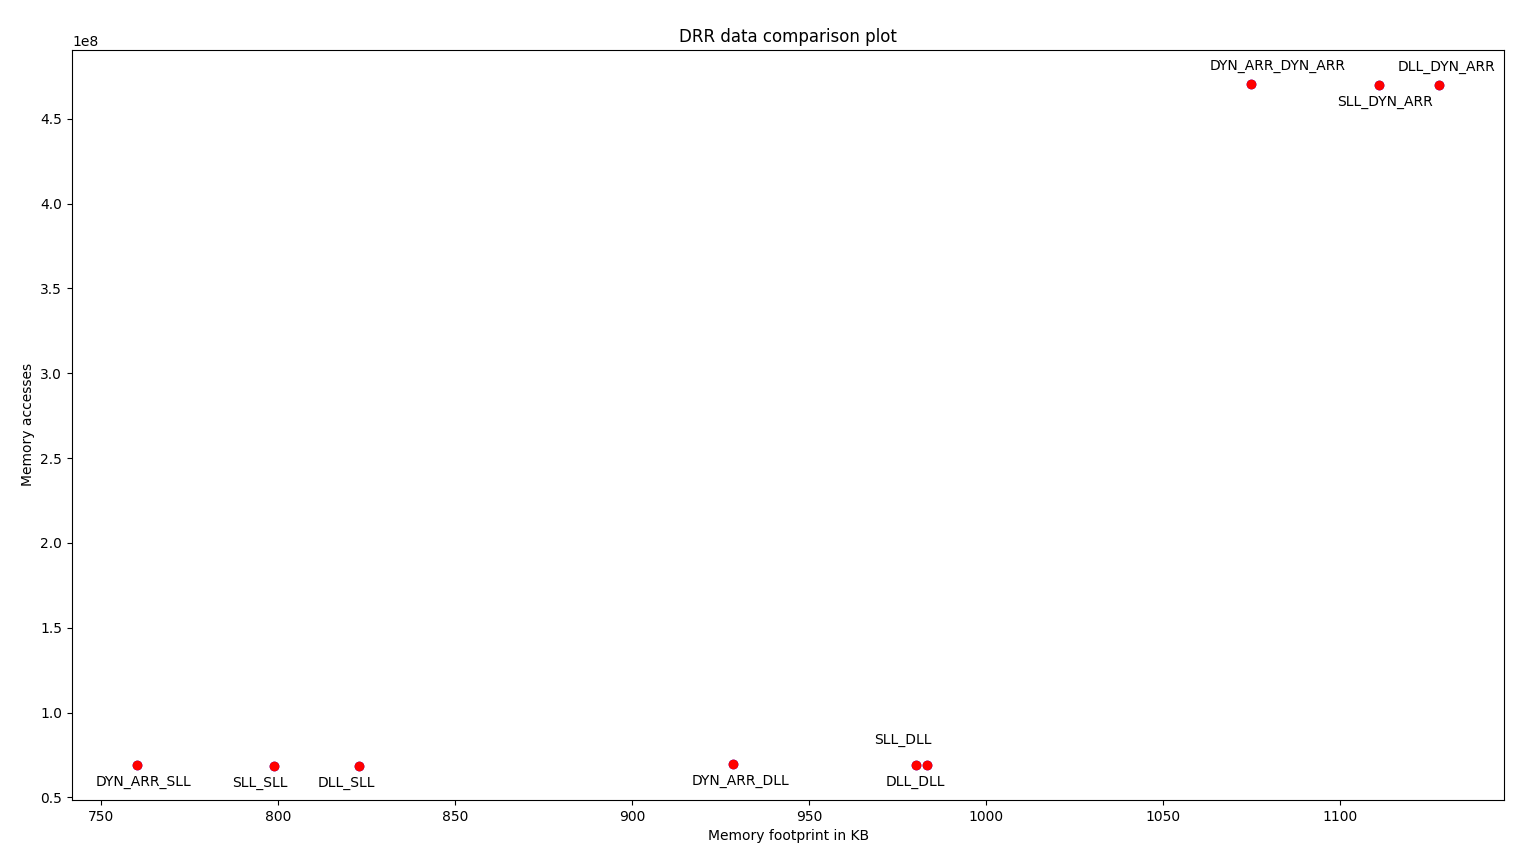 DRR data comparison plot
1e8
DYN_ARR_DYN_ARR
DLL_DYN_ARR
SLL_DYN_ARR
4.5
4.0
3.5
3.0
2.5
2.0
1.5
1.0
0.5
Memory accesses
SLL_DLL
DYN_ARR_SLL
SLL_SLL
DLL_SLL
DYN_ARR_DLL
DLL_DLL
750
800
850
900
950
1000
1050
1100
Memory footprint in KB